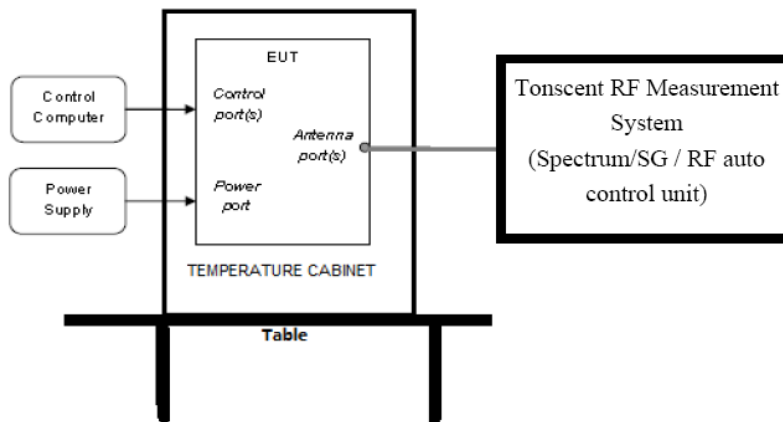 EUT
Control
Computer
Control
port(s)
Antenna
port(s)
Power
Supply
Power
port
TEMPERATURE CABINET
Table
Tonscent RF Measurement
System
(Spectrum/SG / RF auto
control unit)